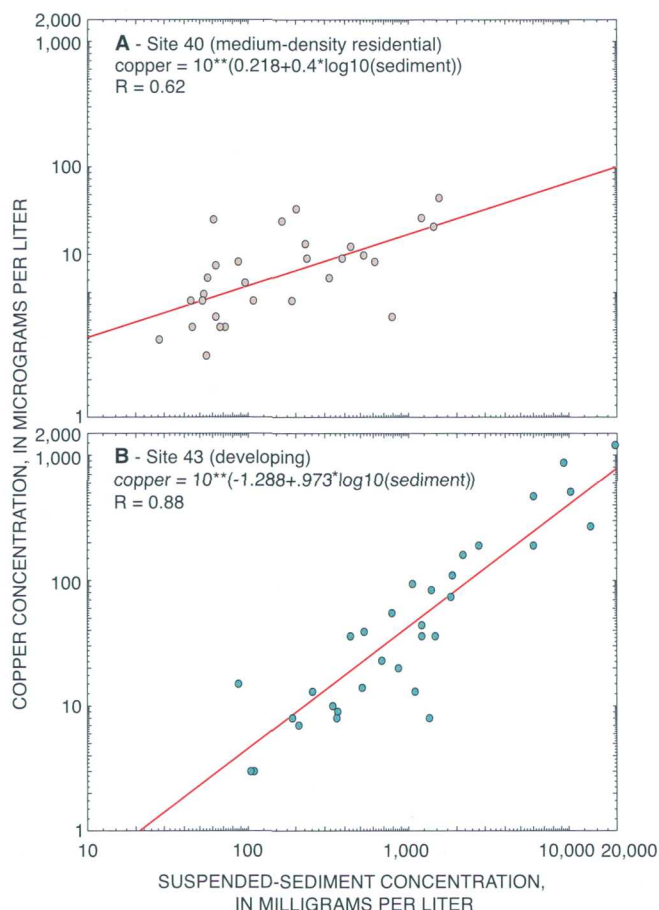 COPPER CONCENTRATION, IN MICROGRAMS PER LITER
2,000
1,000
100
10
1
A - Site 40 (medium-density residential)
copper = 10**(0.218+0.4*log10(sediment))
R = 0.62
2,000
1,000
100
10
1
B - Site 43 (developing)
copper = 10**(-1.288+.973*log10(sediment))
R = 0.88
10 100 1,000 10,000 20,000
SUSPENDED-SEDIMENT CONCENTRATION,
IN MILLIGRAMS PER LITER